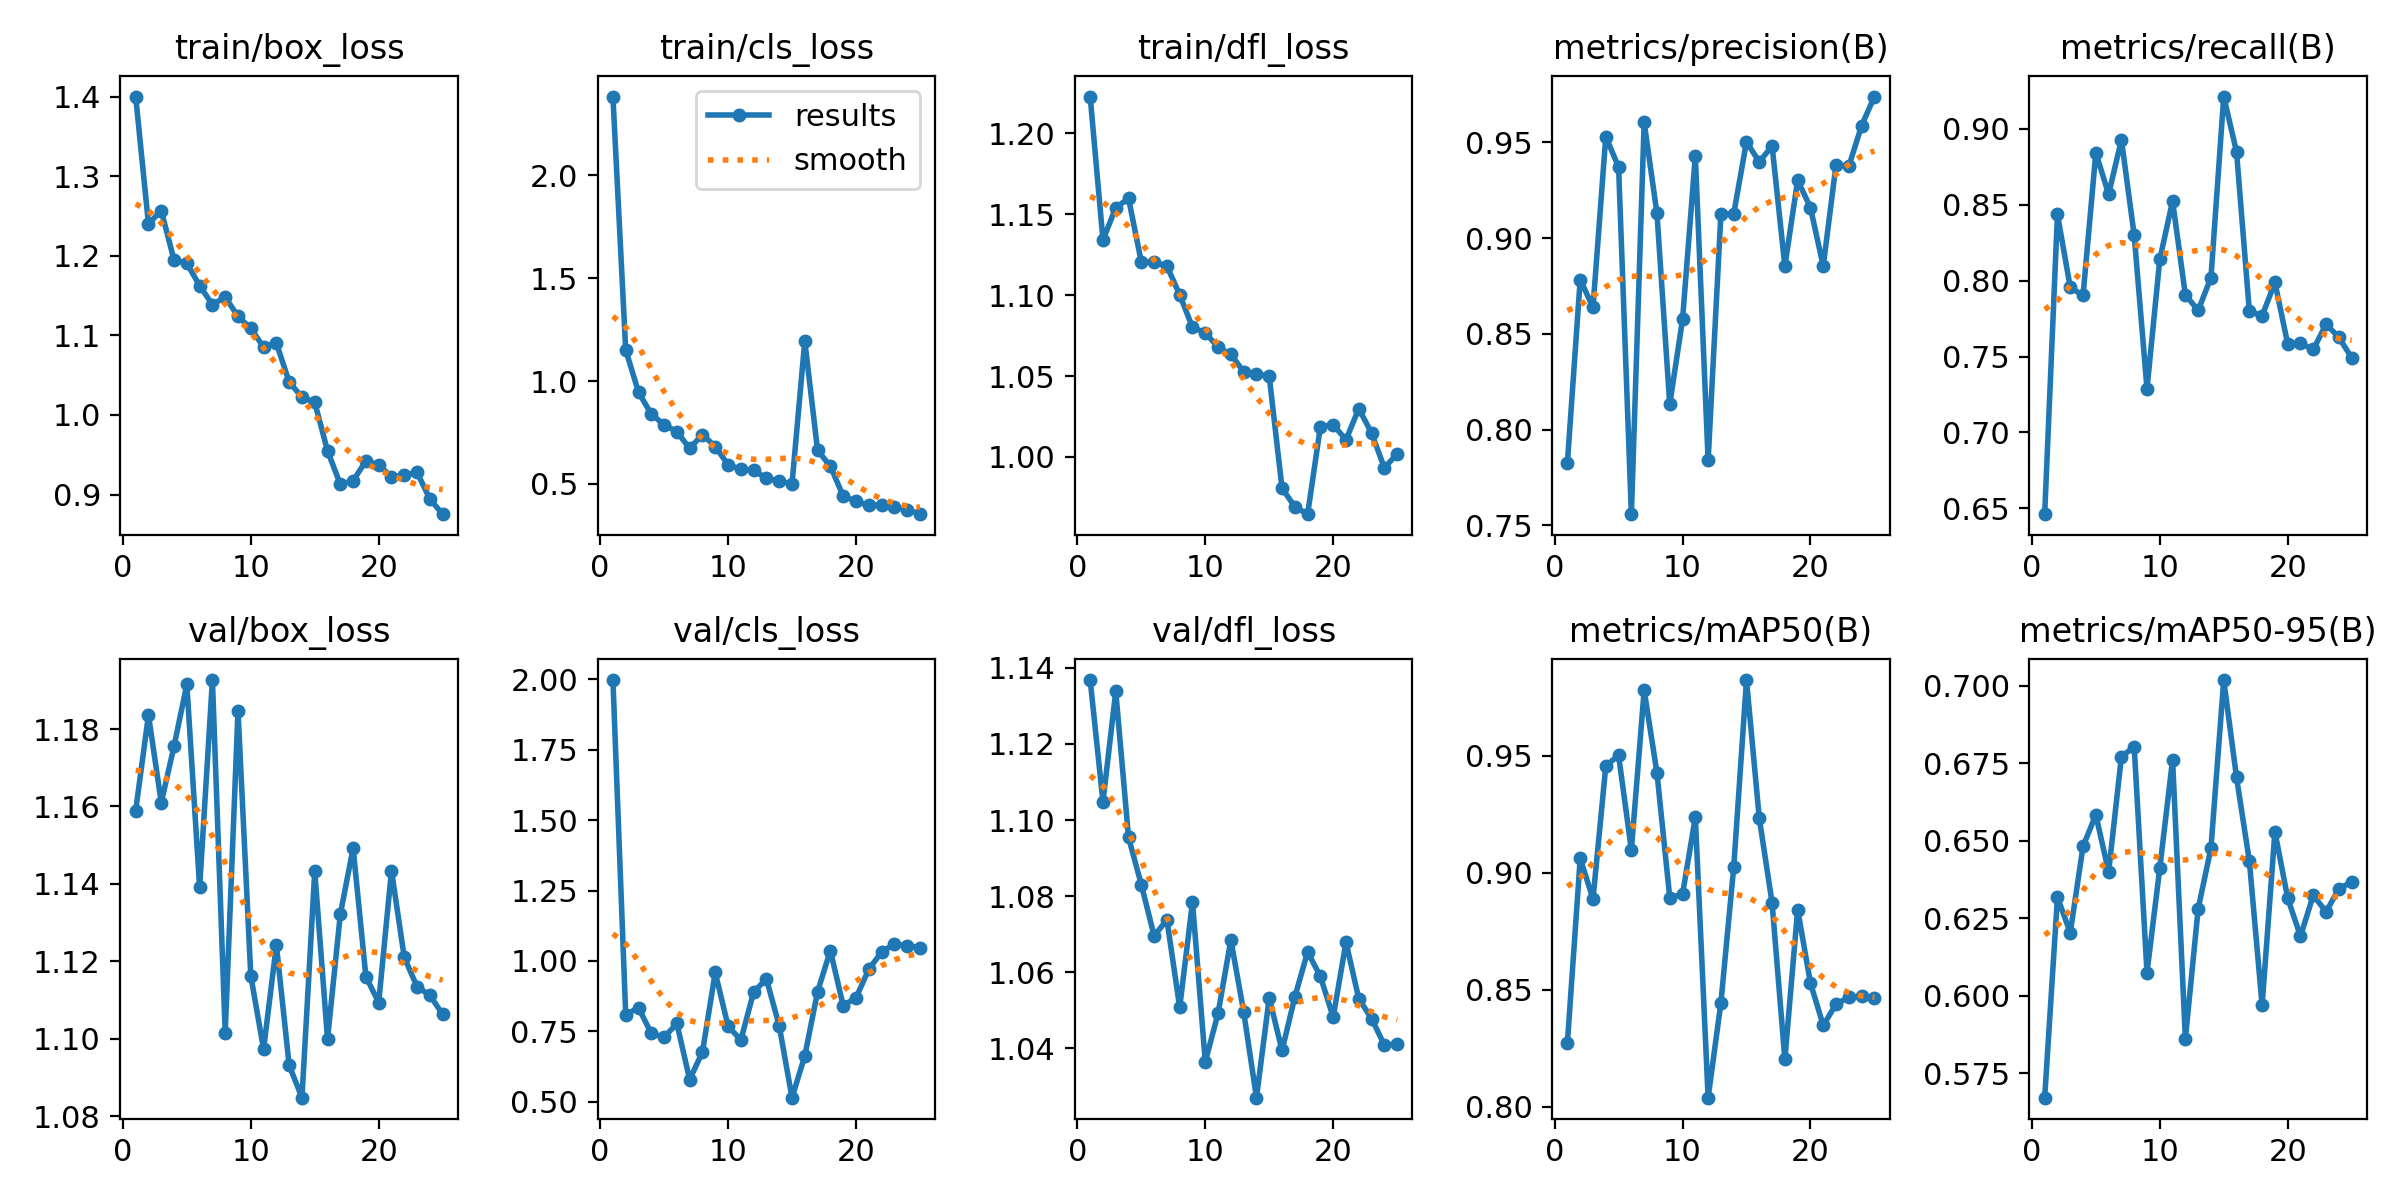 train/box_loss
1.4
1.3
1.2
1.1
1.0
0.9
0 10 20
train/cls_loss
results
smooth
2.0
1.5
1.0
0.5
0 10 20
train/dfl_loss
1.20
1.15
1.10
1.05
1.00
0 10 20
metrics/precision(B)
0.95
0.90
0.85
0.80
0.75
0 10 20
metrics/recall(B)
0.90
0.85
0.80
0.75
0.70
0.65
0 10 20
val/box_loss
1.18
1.16
1.14
1.12
1.10
1.08
0 10 20
val/cls_loss
2.00
1.75
1.50
1.25
1.00
0.75
0.50
0 10 20
val/dfl_loss
1.14
1.12
1.10
1.08
1.06
1.04
0 10 20
metrics/mAP50(B)
0.95
0.90
0.85
0.80
0 10 20
metrics/mAP50-95(B)
0.700
0.675
0.650
0.625
0.600
0.575
0 10 20